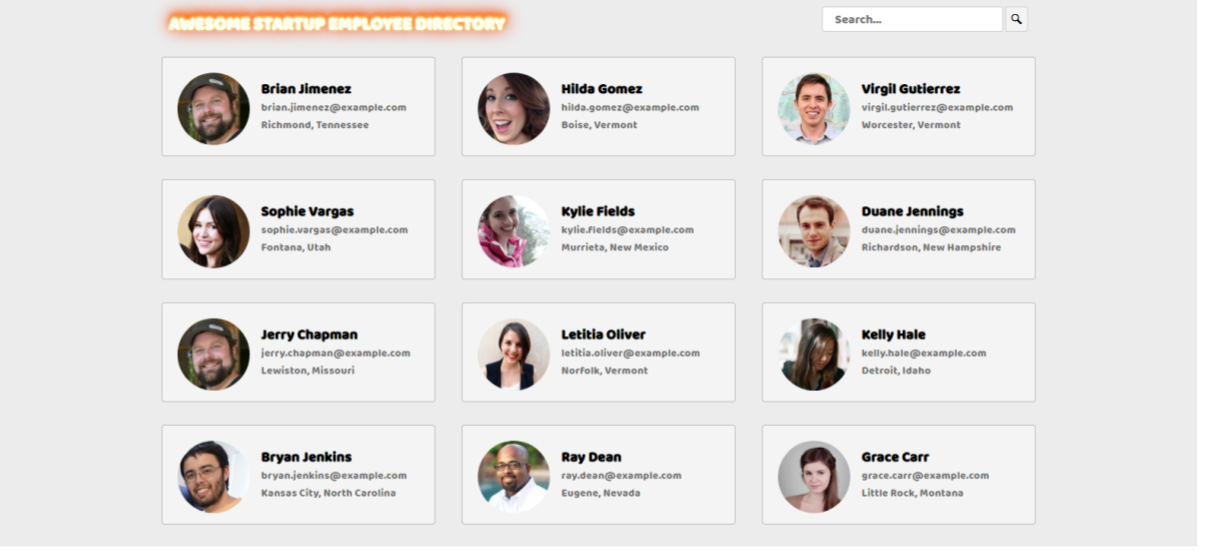 AWESOME STARTUP EMPLOYEE DIRECTORY
Search...
Brian Jimenez
brian.jimenez@example.com
Richmond, Tennessee
Hilda Gomez
hilda.gomez@example.com
Boise, Vermont
Virgil Gutierrez
virgil.gutierrez@example.com
Worcester, Vermont
Sophie Vargas
sophie.vargas@example.com
Fontana, Utah
Kylie Fields
kylie.fields@example.com
Murrieta, New Mexico
Duane Jennings
duane.jennings@example.com
Richardson, New Hampshire
Jerry Chapman
jerry.chapman@example.com
Lewiston, Missouri
Letitia Oliver
letitia.oliver@example.com
Norfolk, Vermont
Kelly Hale
kelly.hale@example.com
Detroit, Idaho
Bryan Jenkins
bryan.jenkins@example.com
Kansas City, North Carolina
Ray Dean
ray.dean@example.com
Eugene, Nevada
Grace Carr
grace.carr@example.com
Little Rock, Montana